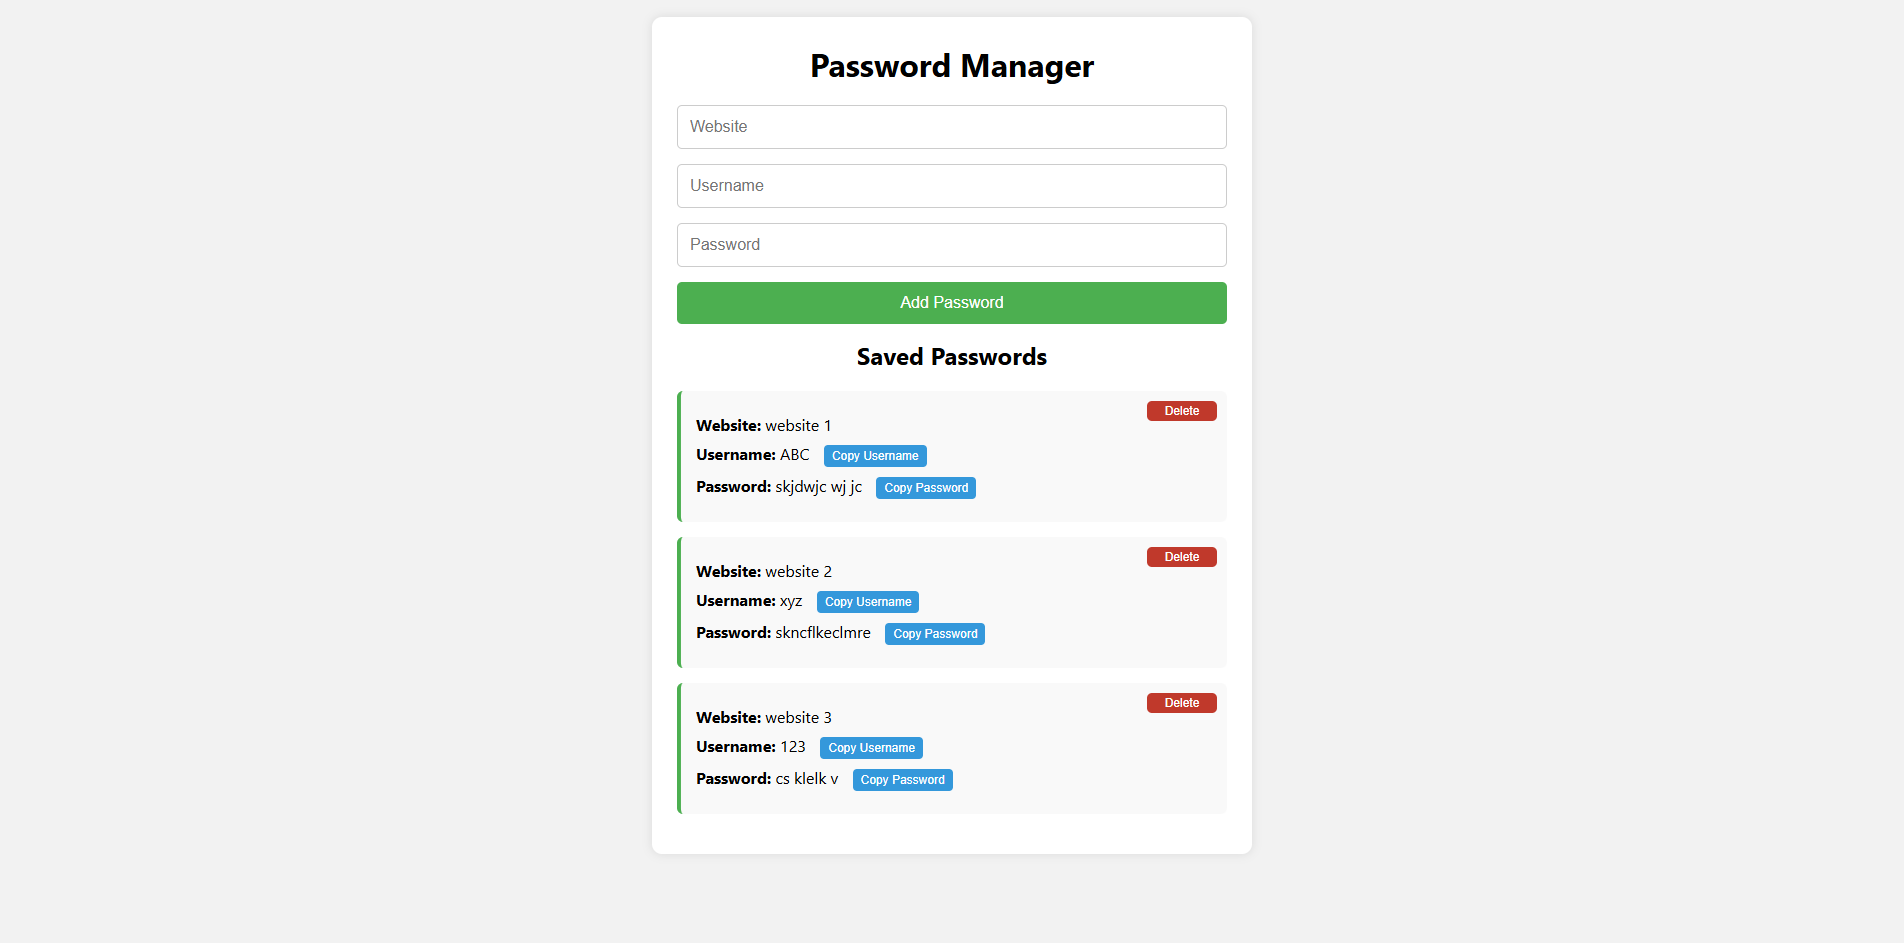 Password Manager
Website
Username
Password
Add Password
Saved Passwords
Delete
Website: website 1
Username: ABC Copy Username
Password: skjdwjc wj jc Copy Password
Delete
Website: website 2
Username: xyz Copy Username
Password: skncflkeclmre Copy Password
Delete
Website: website 3
Username: 123 Copy Username
Password: cs klelk v Copy Password